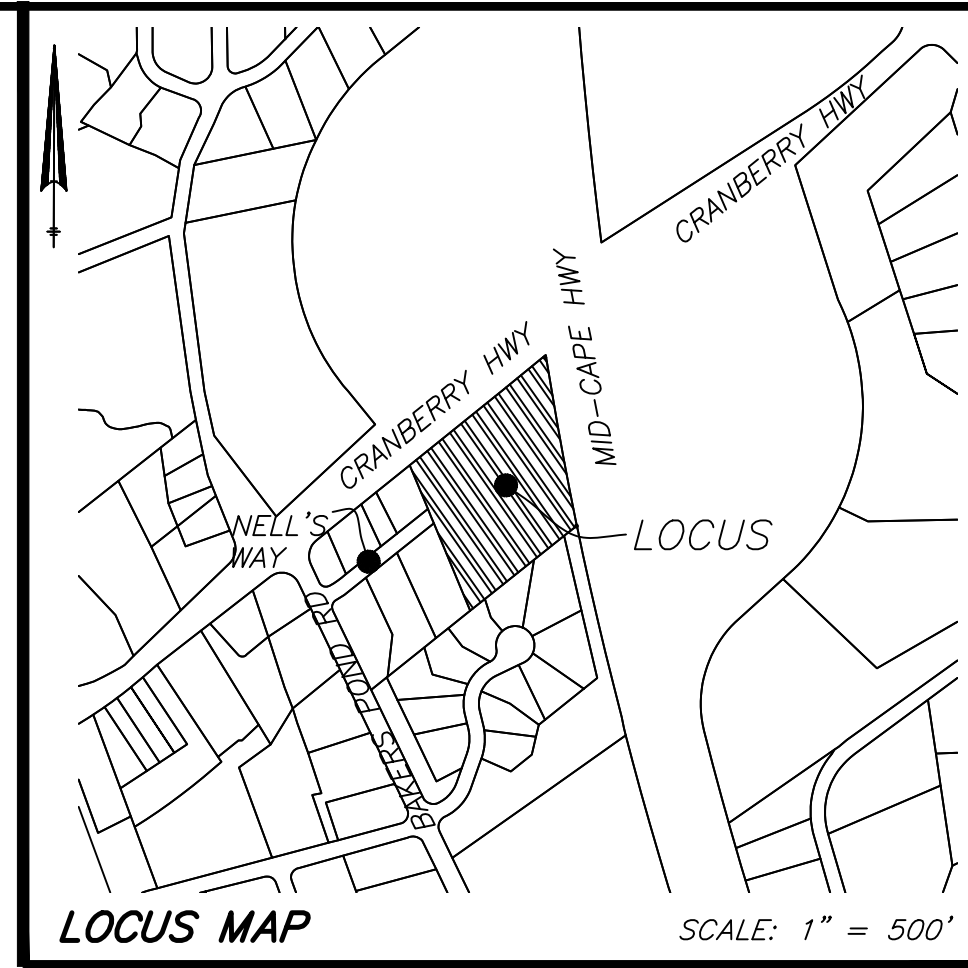 CRANBERRY HWY
MID-CAPE HWY
CRANBERRY HWY
NELL'S
WAY
LOCUS
BAKERS POND RD
LOCUS MAP
SCALE: 1" = 500'